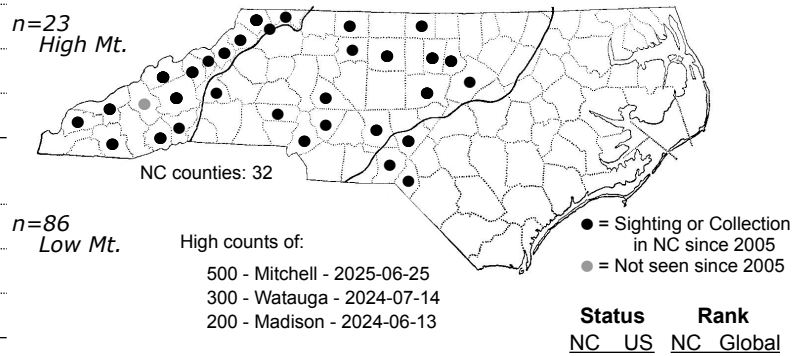 n=23
High Mt.
NC counties: 32
n=86
Low Mt.
High counts of:
500 - Mitchell - 2025-06-25
300 - Watauga - 2024-07-14
200 - Madison - 2024-06-13
= Sighting or Collection
in NC since 2005
= Not seen since 2005
Status Rank
NC US NC Global